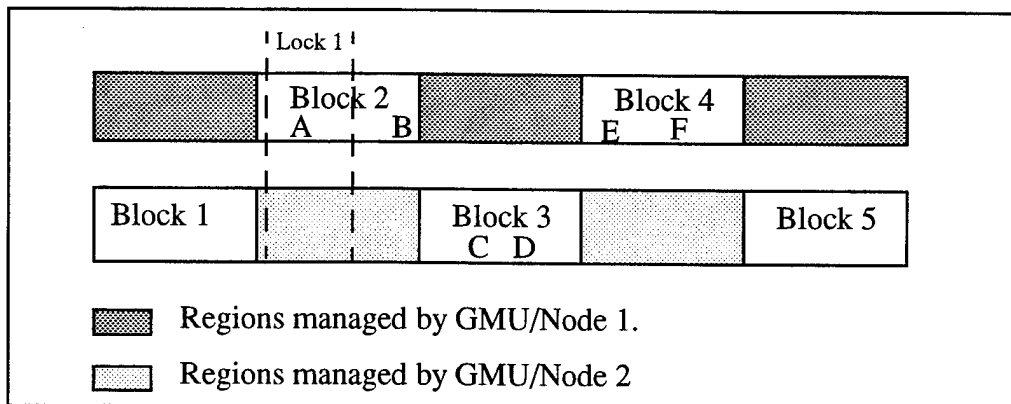 Lock 1
Block 2
Block 4
A
B
E
F
Block 1
Block 3
Block 5
C
D
Regions managed by GMU/Node 1.
Regions managed by GMU/Node 2